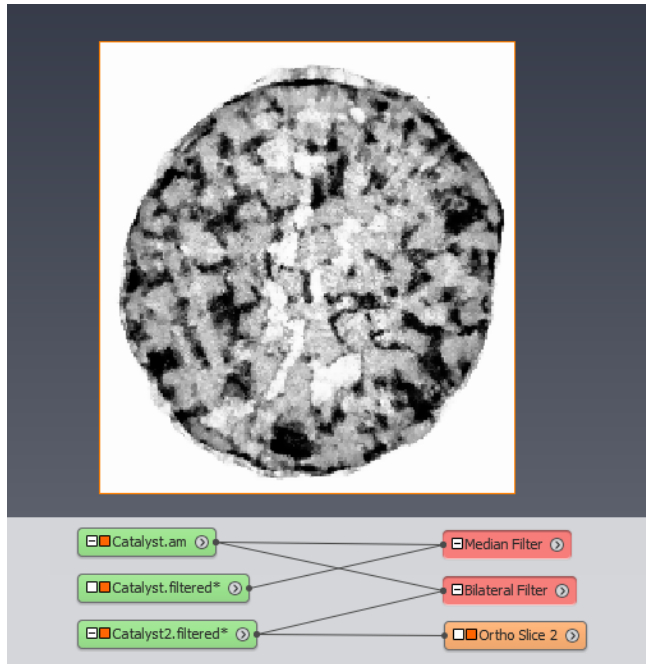 Catalyst.am
Median Filter
Catalyst.filtered*
Bilateral Filter
Catalyst2.filtered*
Ortho Slice 2